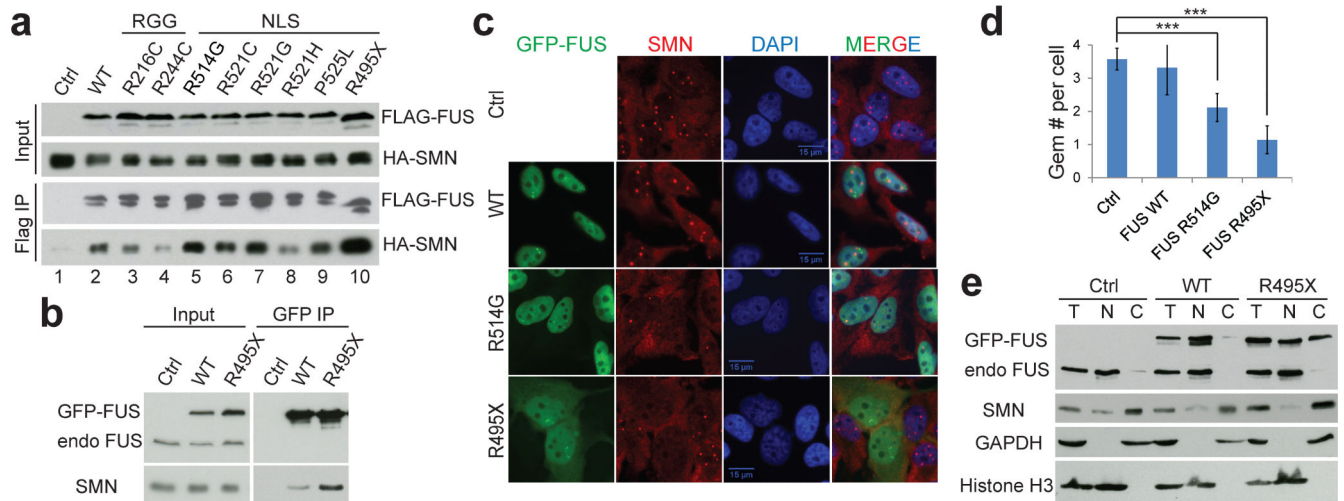 a
RGG
NLS
Ctrl
WT
R216C
R244C
R514G
R521C
R521G
R521H
P525L
R495X
Input
FLAG-FUS
HA-SMN
Flag IP
FLAG-FUS
HA-SMN
1 2 3 4 5 6 7 8 9 10
b
Input
GFP IP
Ctrl
WT
R495X
Ctrl
WT
R495X
GFP-FUS
endo FUS
SMN
c
GFP-FUS
SMN
DAPI
MERGE
Ctrl
15 µm
WT
15 µm
R514G
15 µm
R495X
15 µm
d
***
***
Gem # per cell
4
3
2
1
0
Ctrl
FUS WT
FUS R514G
FUS R495X
e
Ctrl
WT
R495X
T N C T N C T N C
GFP-FUS
endo FUS
SMN
GAPDH
Histone H3